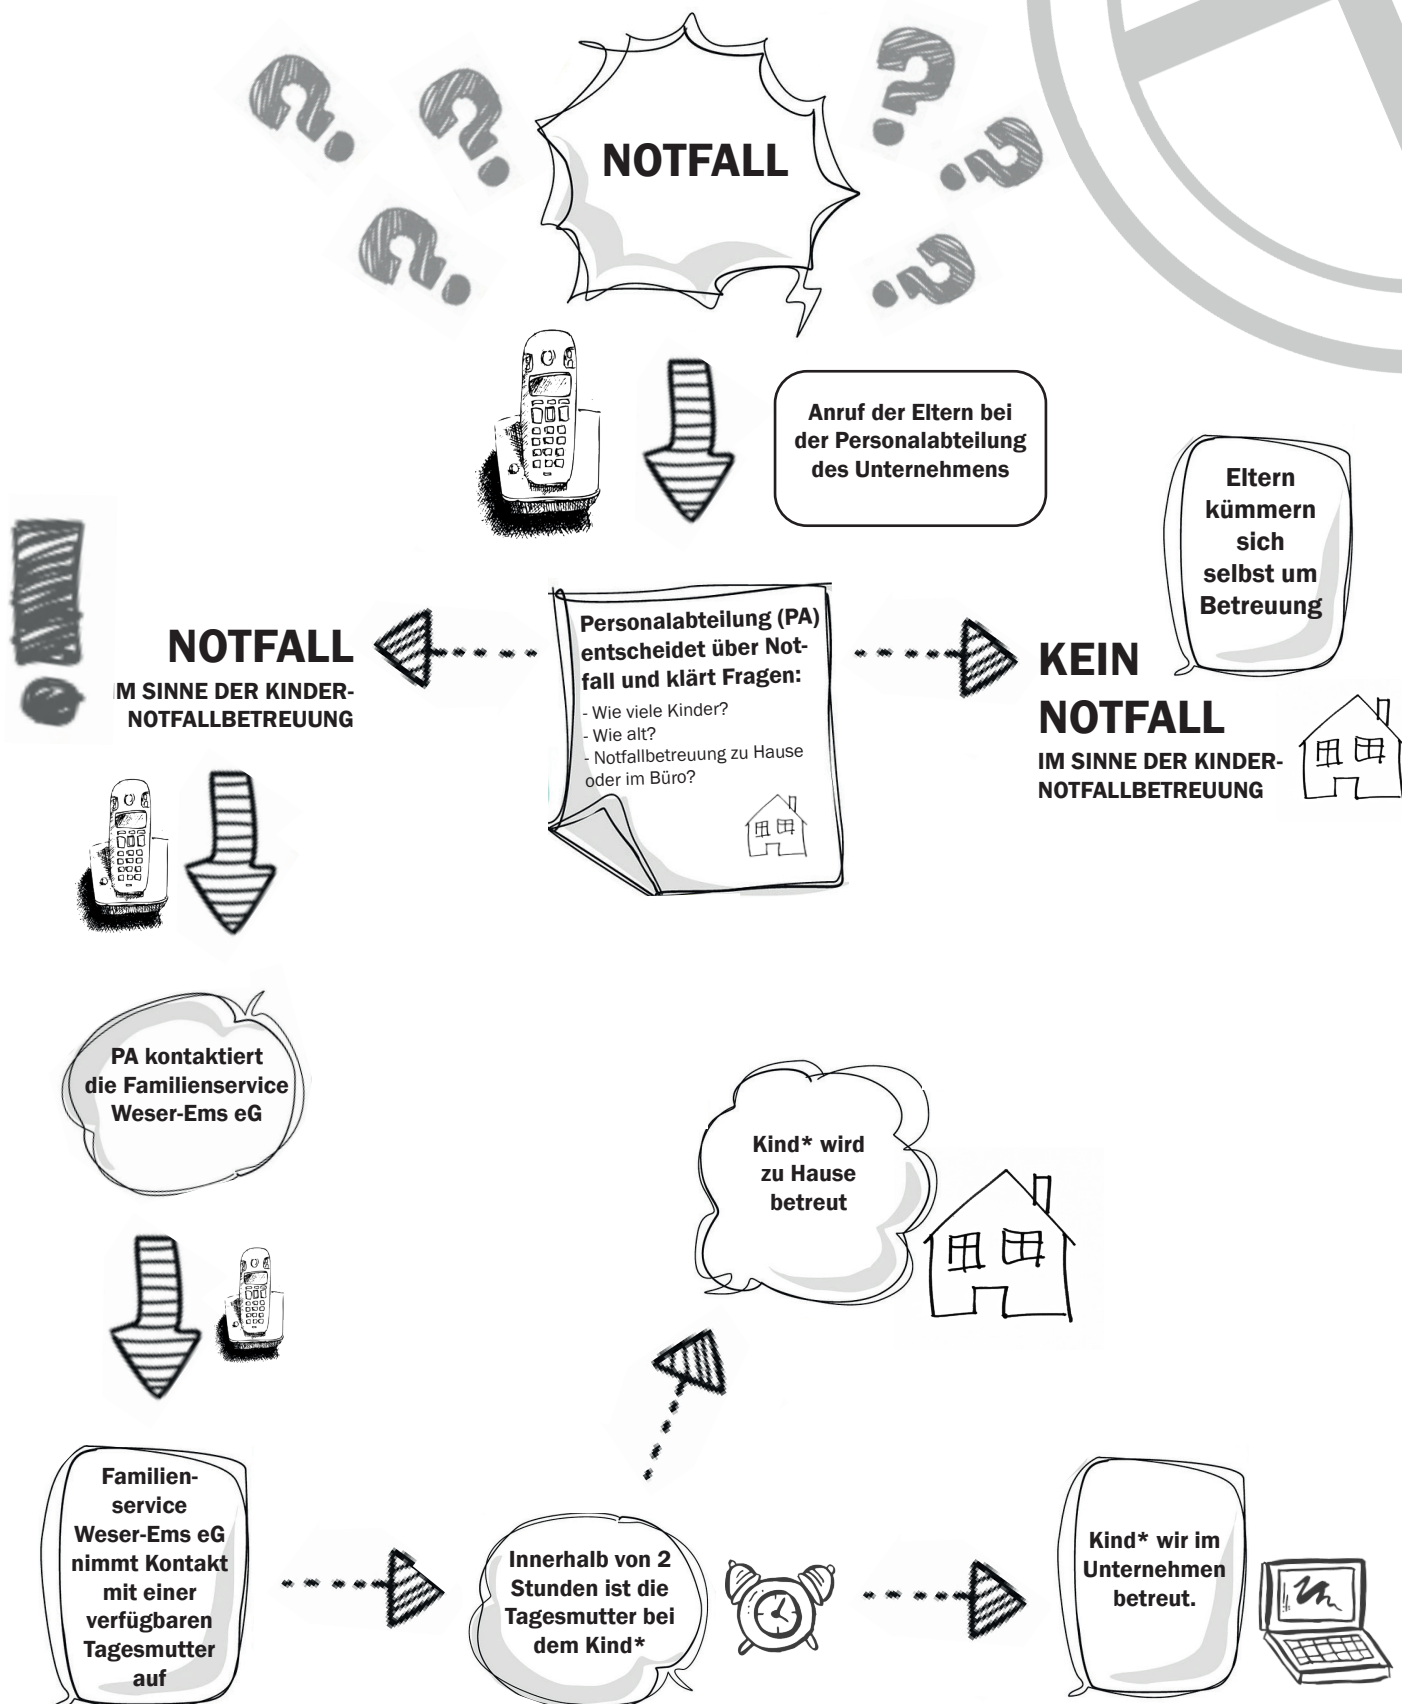 NOTFALL
Anruf der Eltern bei
der Personalabteilung
des Unternehmens
Eltern
kümmern
sich
selbst um
Betreuung
NOTFALL
IM SINNE DER KINDER-
NOTFALLBETREUUNG
Personalabteilung (PA)
entscheidet über Not-
fall und klärt Fragen:
- Wie viele Kinder?
- Wie alt?
- Notfallbetreuung zu Hause
oder im Büro?
KEIN
NOTFALL
IM SINNE DER KINDER-
NOTFALLBETREUUNG
PA kontaktiert
die Familienservice
Weser-Ems eG
Kind* wird
zu Hause
betreut
Familien-
service
Weser-Ems eG
nimmt Kontakt
mit einer
verfügbaren
Tagesmutter
auf
Innerhalb von 2
Stunden ist die
Tagesmutter bei
dem Kind*
Kind* wir im
Unternehmen
betreut.